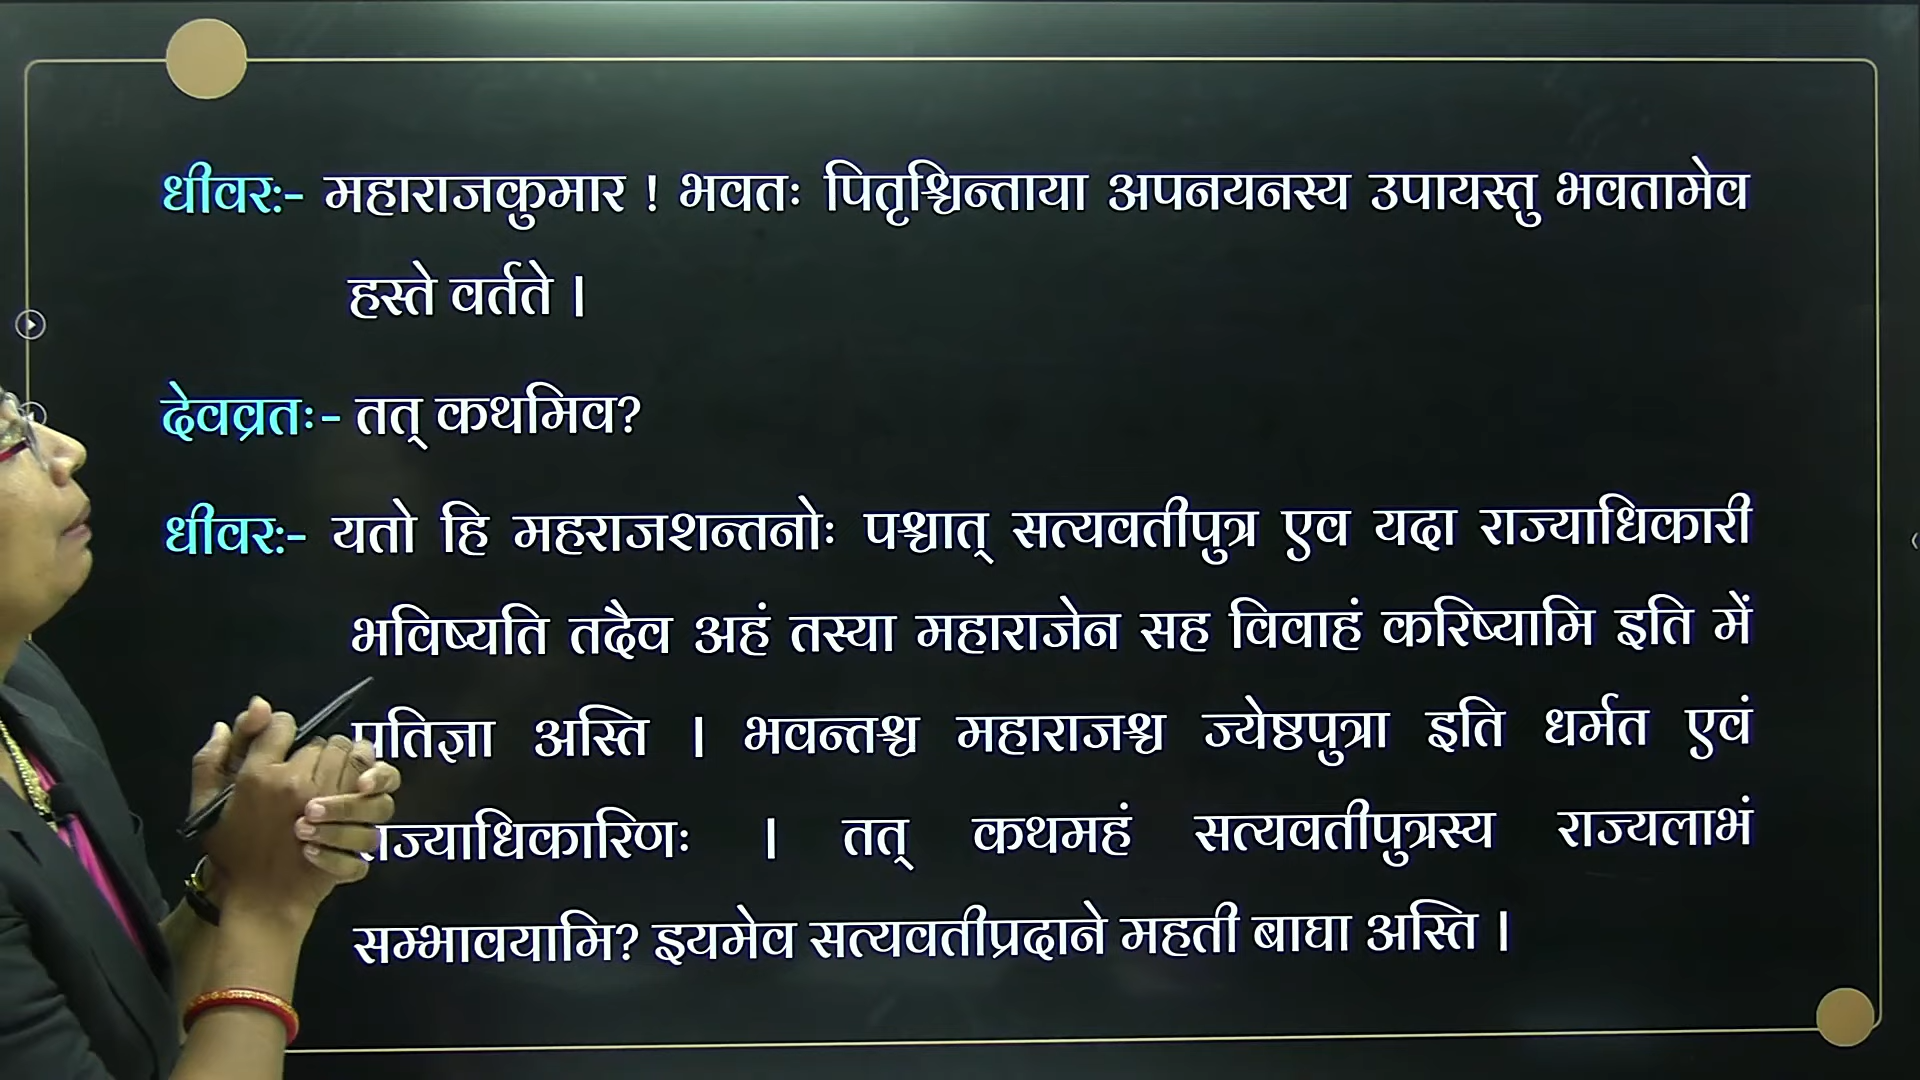 धीवरः- महाराजकुमार ! भवतः पितृश्चिन्ताया अपनयनस्य उपायस्तु भवतामेव
हस्ते वर्तते ।
देवव्रतः- तत् कथमिव?
धीवरः- यतो हि महराजशन्तनोः पश्चात् सत्यवतीपुत्र एव यदा राज्याधिकारी
भविष्यति तदैव अहं तस्या महाराजेन सह विवाहं करिष्यामि इति में
प्रतिज्ञा अस्ति । भवन्तश्च महाराजश्च ज्येष्ठपुत्रा इति धर्मत एवं
राज्याधिकारिणः । तत् कथमहं सत्यवतीपुत्रस्य राज्यलाभं
सम्भावयामि? इयमेव सत्यवतीप्रदाने महती बाघा अस्ति ।